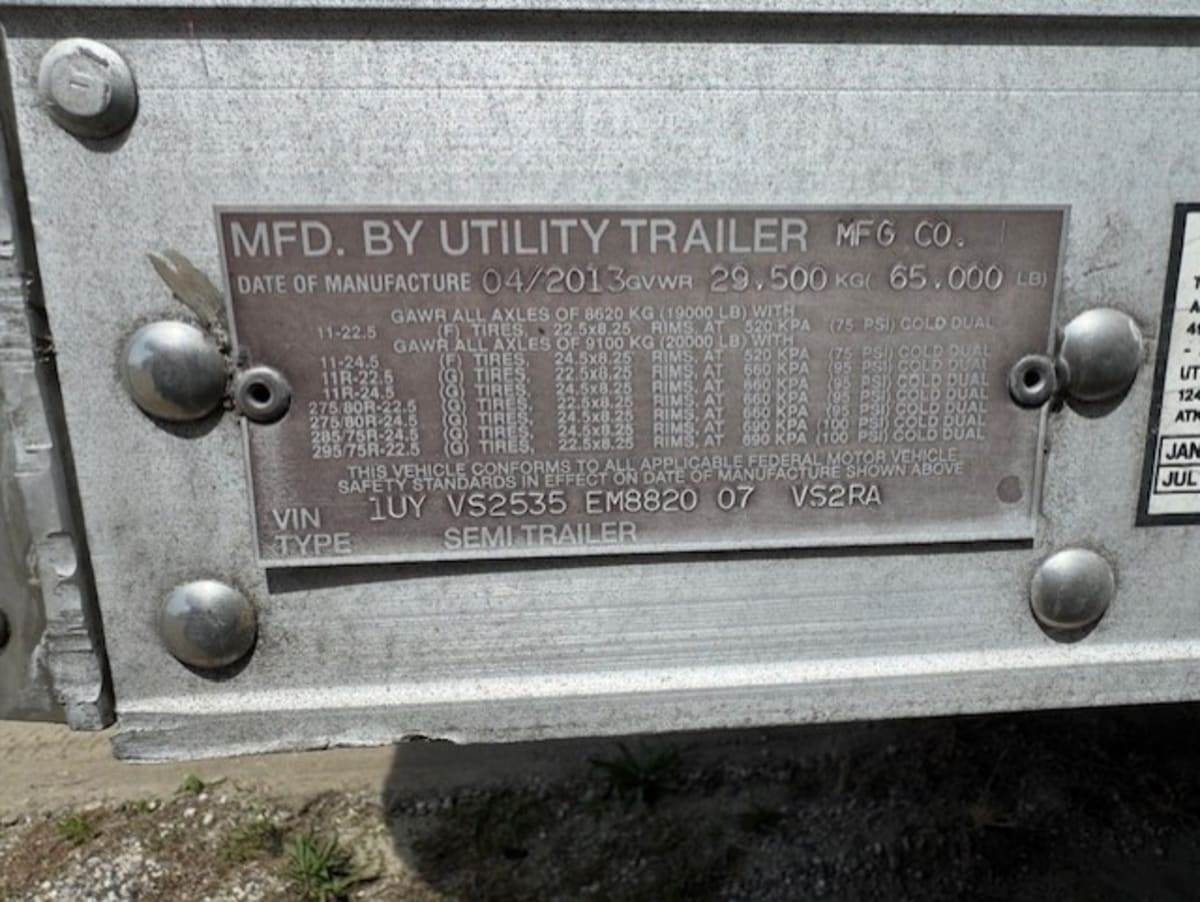 MFD. BY UTILITY TRAILER MFG CO.
DATE OF MANUFACTURE 04/2013 GVWR 29.500 KG( 65.000 LB)
GAWR ALL AXLES OF 8620 KG (19000 LB) WITH
11-22.5 (F) TIRES, 22.5x8.25 RIMS, AT 520 KPA (75 PSI) COLD DUAL
GAWR ALL AXLES OF 9100 KG (20000 LB) WITH
11-24.5 (F) TIRES, 24.5x8.25 RIMS, AT 520 KPA (75 PSI) COLD DUAL
11R-22.5 (G) TIRES, 22.5x8.25 RIMS, AT 660 KPA (95 PSI) COLD DUAL
11R-24.5 (G) TIRES, 24.5x8.25 RIMS, AT 660 KPA (95 PSI) COLD DUAL
275/80R-22.5 (G) TIRES, 22.5x8.25 RIMS, AT 660 KPA (95 PSI) COLD DUAL
275/80R-24.5 (G) TIRES, 24.5x8.25 RIMS, AT 660 KPA (95 PSI) COLD DUAL
285/75R-24.5 (G) TIRES, 24.5x8.25 RIMS, AT 690 KPA (100 PSI) COLD DUAL
295/75R-22.5 (G) TIRES, 22.5x8.25 RIMS, AT 690 KPA (100 PSI) COLD DUAL
THIS VEHICLE CONFORMS TO ALL APPLICABLE FEDERAL MOTOR VEHICLE
SAFETY STANDARDS IN EFFECT ON DATE OF MANUFACTURE SHOWN ABOVE
VIN 1UY VS2535 EM8820 07 VS2RA
TYPE SEMI TRAILER
UT
124
ATK
JAN
JUL